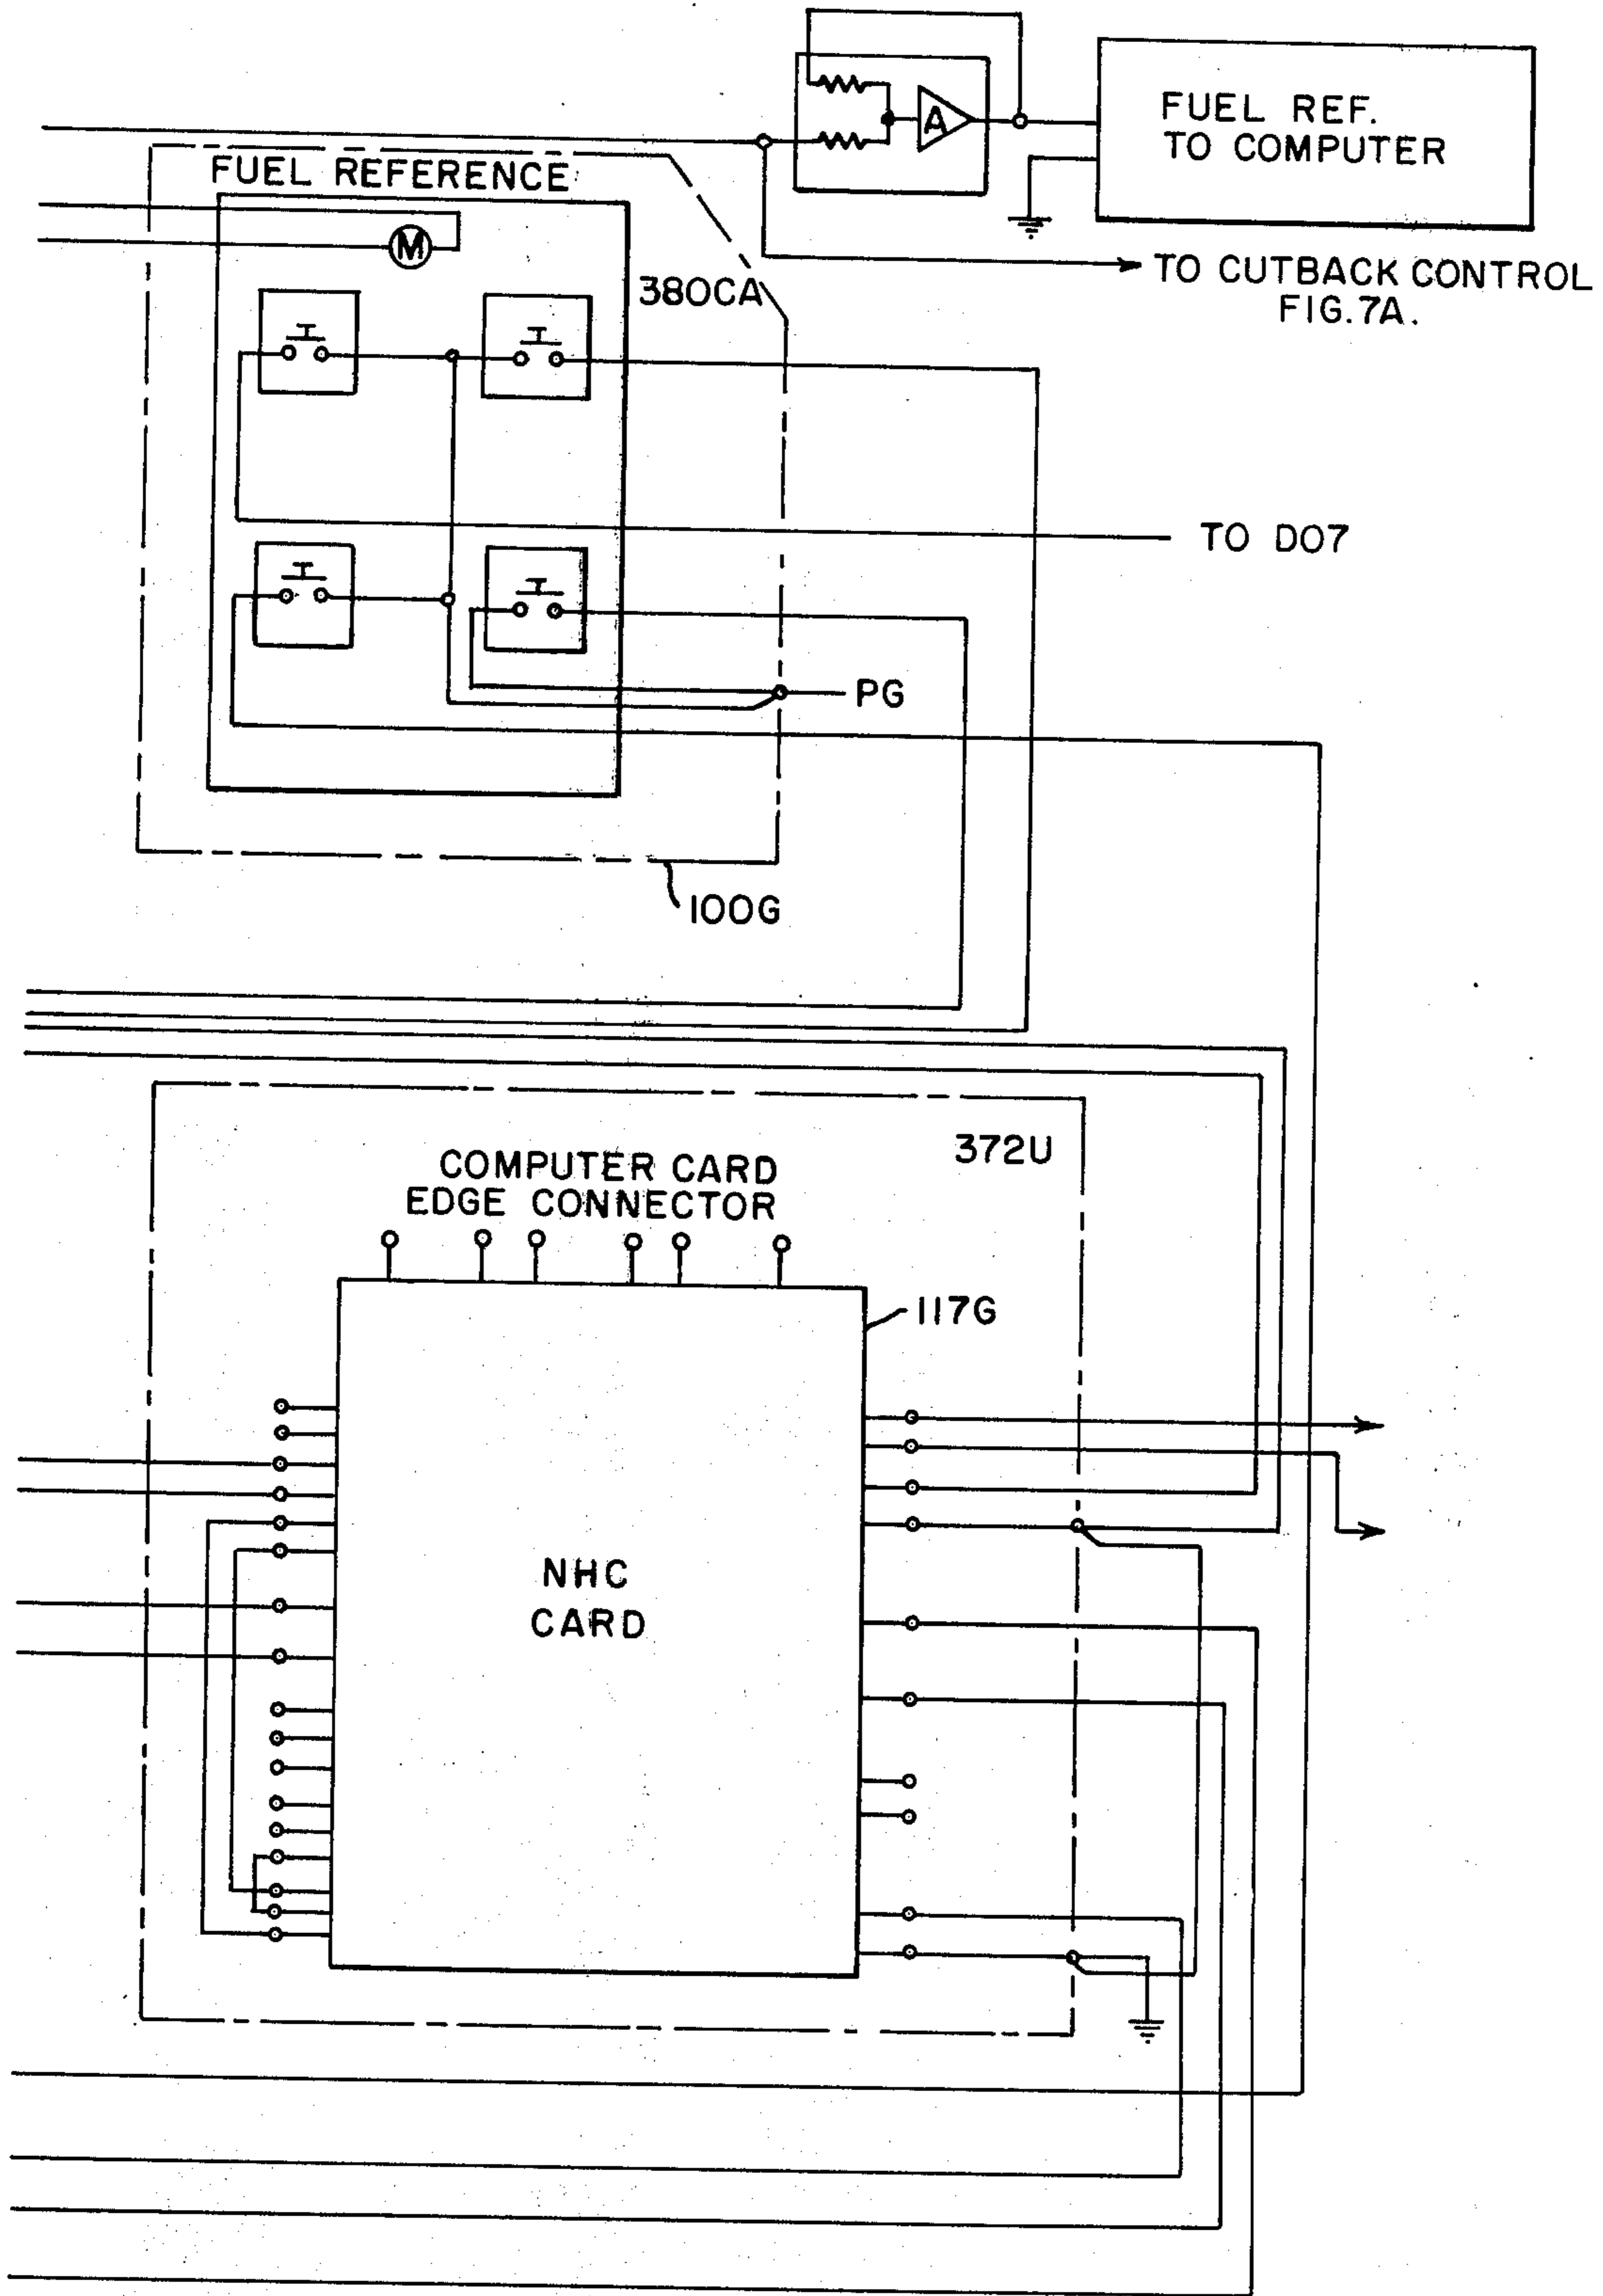 A
FUEL REF.
TO COMPUTER
FUEL REFERENCE
M
380CA
TO CUTBACK CONTROL
FIG.7A.
TO DO7
PG
100G
372U
COMPUTER CARD
EDGE CONNECTOR
117G
NHC
CARD